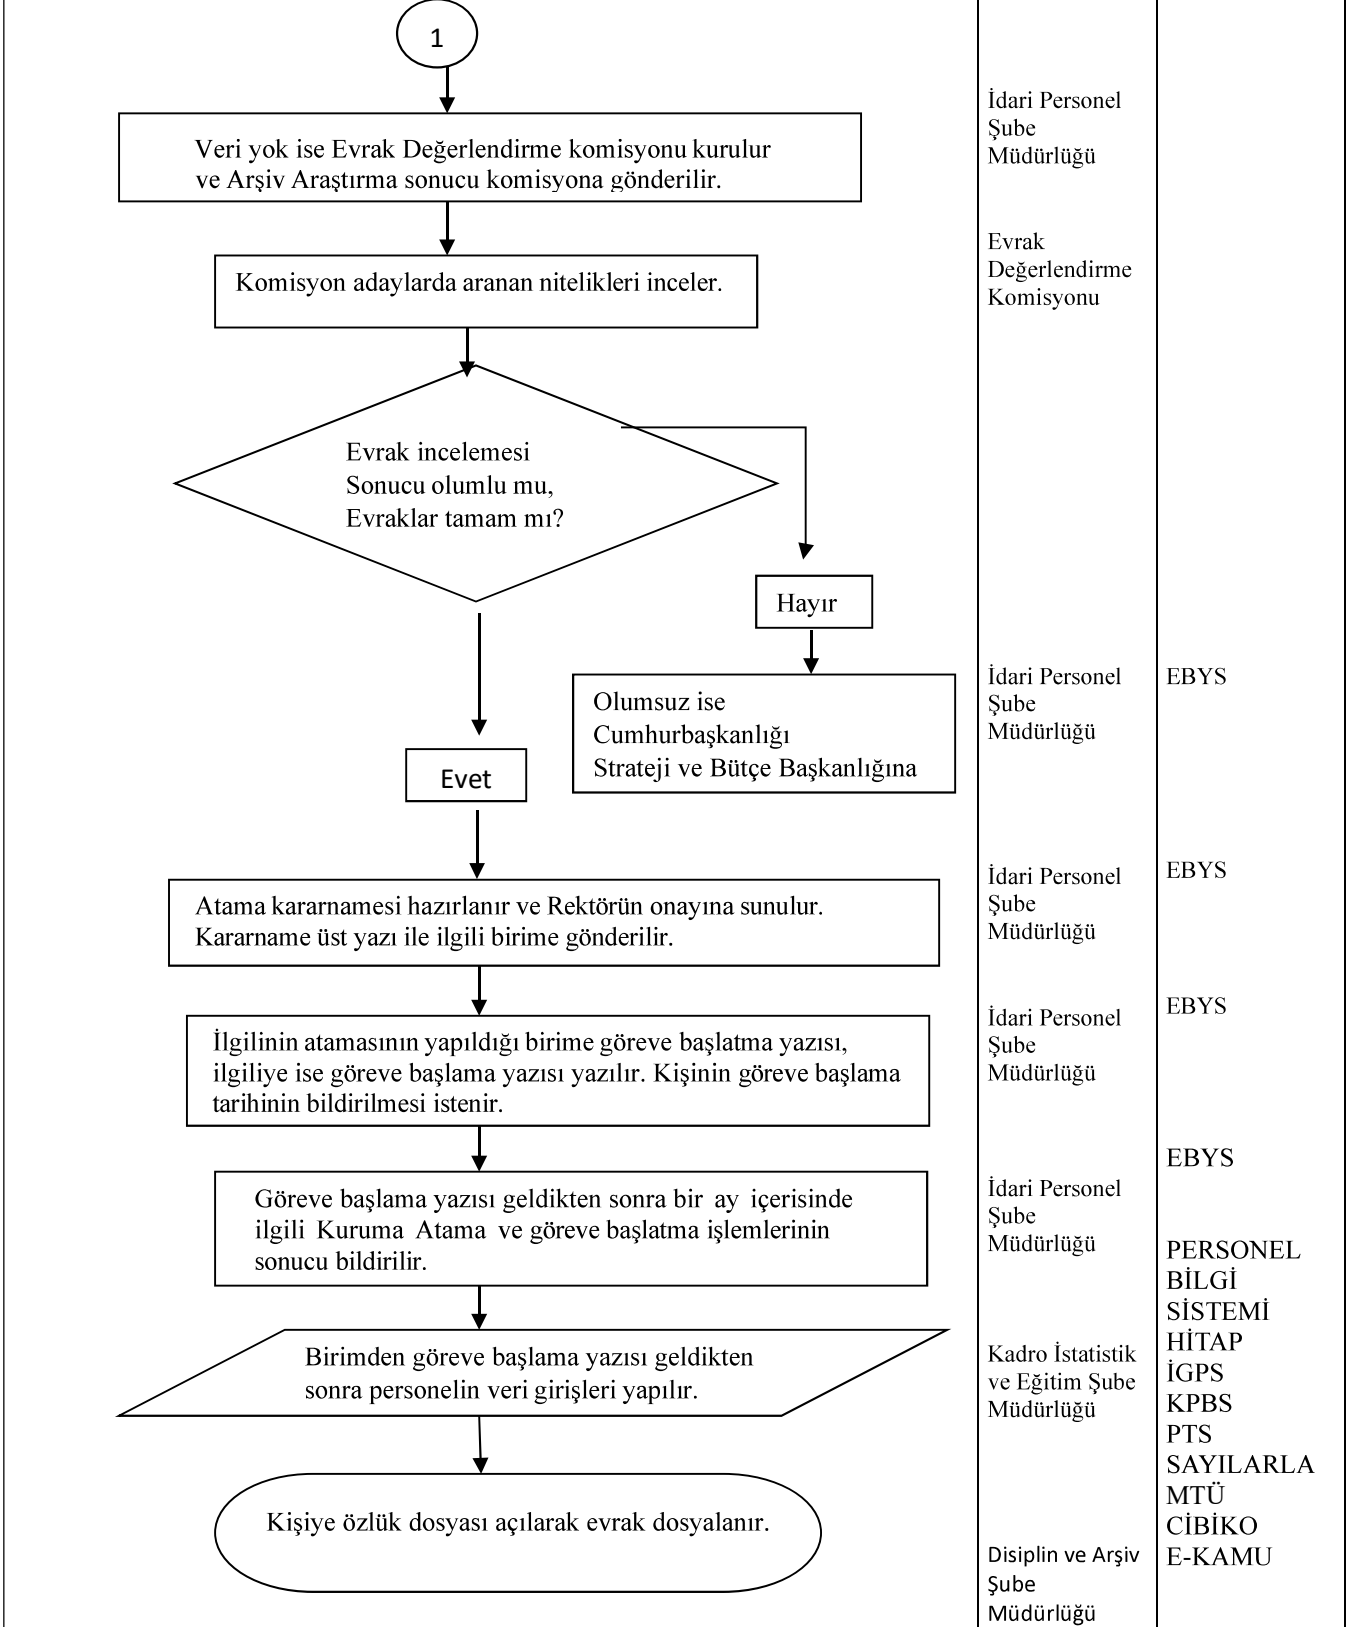 1
Veri yok ise Evrak Değerlendirme komisyonu kurulur
ve Arşiv Araştırma sonucu komisyona gönderilir.
Komisyon adaylarda aranan nitelikleri inceler.
Evrak incelemesi
Sonucu olumlu mu,
Evraklar tamam mı?
Hayır
Olumsuz ise
Cumhurbaşkanlığı
Strateji ve Bütçe Başkanlığına
Evet
Atama kararnamesi hazırlanır ve Rektörün onayına sunulur.
Kararname üst yazı ile ilgili birime gönderilir.
İlgilinin atamasının yapıldığı birime göreve başlatma yazısı,
ilgiliye ise göreve başlama yazısı yazılır. Kişinin göreve başlama
tarihinin bildirilmesi istenir.
Göreve başlama yazısı geldikten sonra bir ay içerisinde
ilgili Kuruma Atama ve göreve başlatma işlemlerinin
sonucu bildirilir.
Birimden göreve başlama yazısı geldikten
sonra personelin veri girişleri yapılır.
Kişiye özlük dosyası açılarak evrak dosyalanır.
İdari Personel
Şube
Müdürlüğü
Evrak
Değerlendirme
Komisyonu
İdari Personel
Şube
Müdürlüğü
İdari Personel
Şube
Müdürlüğü
İdari Personel
Şube
Müdürlüğü
İdari Personel
Şube
Müdürlüğü
Kadro İstatistik
ve Eğitim Şube
Müdürlüğü
Disiplin ve Arşiv
Şube
Müdürlüğü
EBYS
EBYS
EBYS
EBYS
PERSONEL
BİLGİ
SİSTEMİ
HİTAP
İGPS
KPBS
PTS
SAYILARLA
MTÜ
CİBİKO
E-KAMU